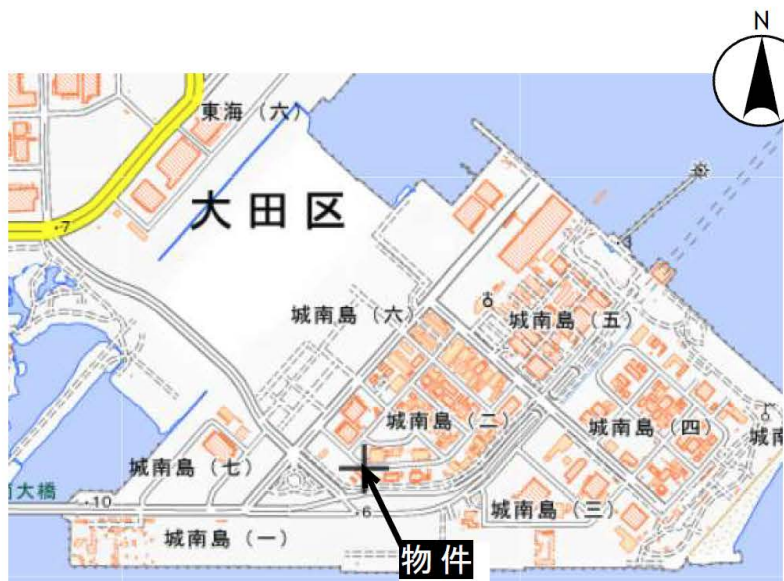 N
東海（六）
大田区
・7
城南島（六）
城南島（五）
城南島（二）
城南島（四）
城南
城南島（七）
大橋
・10
・6
城南島（三）
城南島（一）
物件